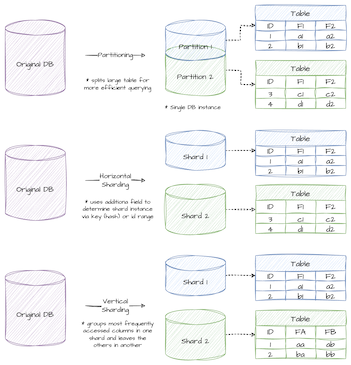 Original DB
Partitioning
* splits large table for
more efficient querying
Partition 1
Partition 2
* Single DB instance
Table
ID F1 F2
1 a1 a2
2 b1 b2
Table
ID F1 F2
3 c1 c2
4 d1 d2
Original DB
Horizontal
Sharding
* uses additions field to
determine shard instance
via key (hash) or id range
Shard 1
Shard 2
Table
ID F1 F2
1 a1 a2
2 b1 b2
Table
ID F1 F2
3 c1 c2
4 d1 d2
Original DB
Vertical
Sharding
* groups most frequently
accessed columns in one
shard and leaves the
others in another
Shard 1
Shard 2
Table
ID F1 F2
1 a1 a2
2 b1 b2
Table
ID FA FB
1 aa ab
2 ba bb